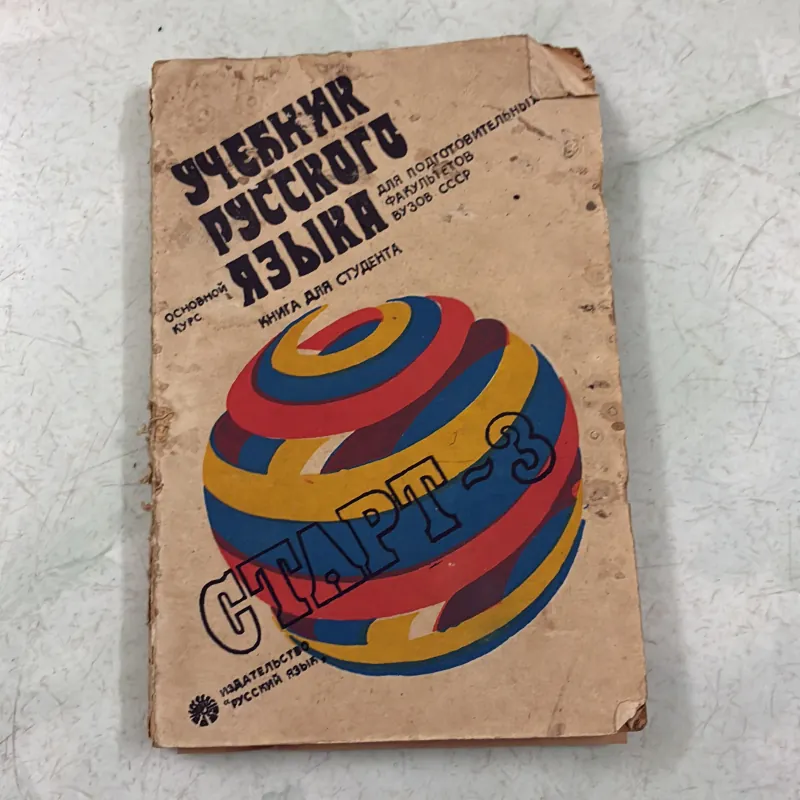 УЧЕБНИК
РУССКОГО
ЯЗЫКА
ДЛЯ ПОДГОТОВИТЕЛЬНЫХ
ФАКУЛЬТЕТОВ
ВУЗОВ СССР
ОСНОВНОЙ
КУРС
КНИГА ДЛЯ СТУДЕНТА
СТАРТ-3
ИЗДАТЕЛЬСТВО
"РУССКИЙ ЯЗЫК"